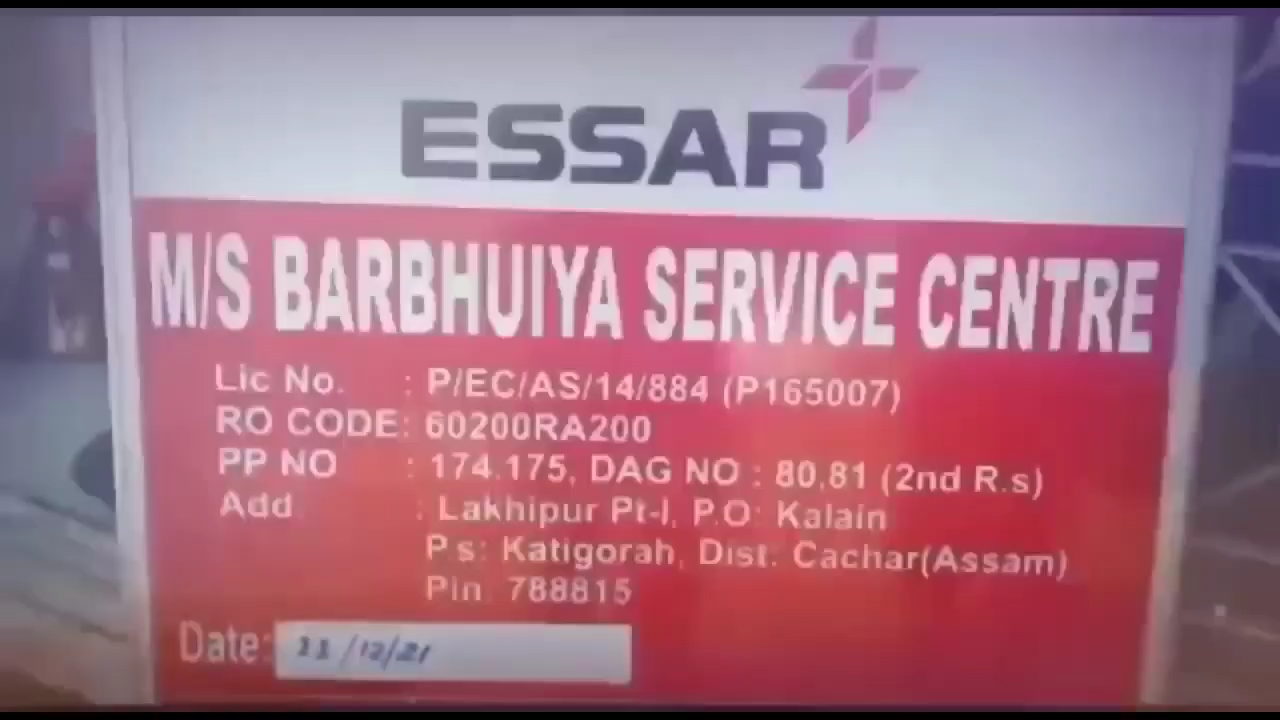 ESSAR
M/S BARBHUIYA SERVICE CENTRE
Lic No. : P/EC/AS/14/884 (P165007)
RO CODE: 60200RA200
PP NO : 174.175, DAG NO : 80,81 (2nd R.s)
Add : Lakhipur Pt-I, P.O: Kalain
P s: Katigorah, Dist: Cachar(Assam)
Pin: 788815
Date: 11/12/21